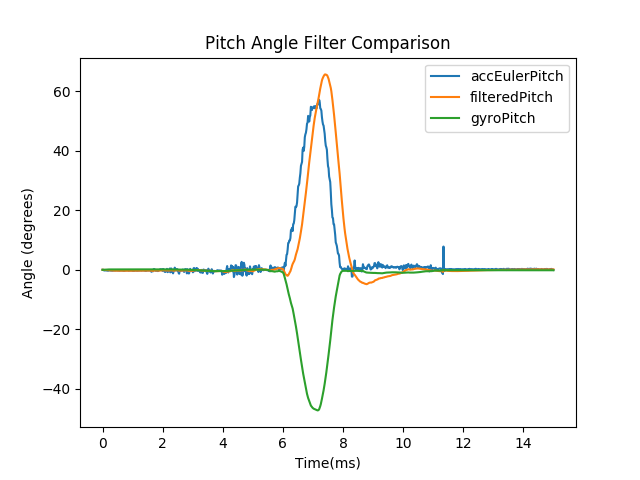 Pitch Angle Filter Comparison
accEulerPitch
filteredPitch
gyroPitch
Angle (degrees)
60
40
20
0
−20
−40
0 2 4 6 8 10 12 14
Time(ms)